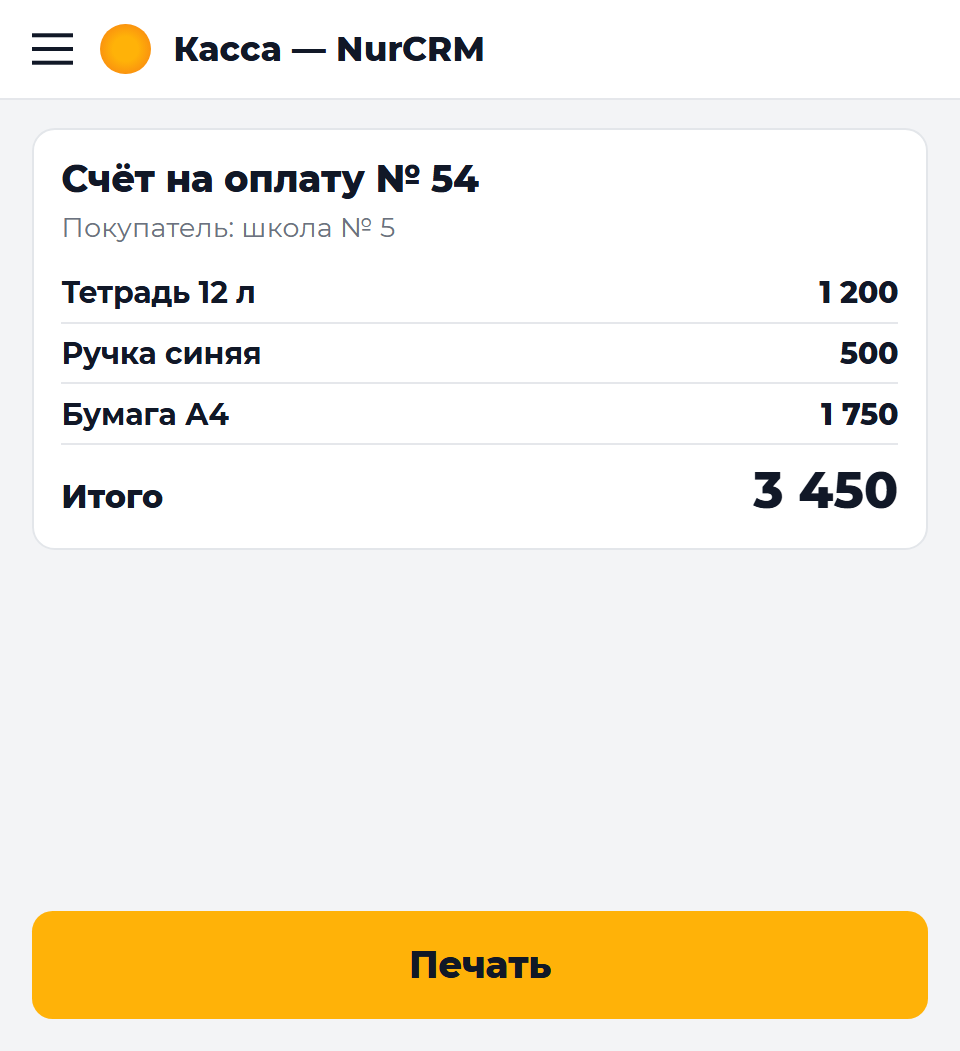 Касса — NurCRM
Счёт на оплату № 54
Покупатель: школа № 5
Тетрадь 12 л 1 200
Ручка синяя 500
Бумага А4 1 750
Итого 3 450
Печать